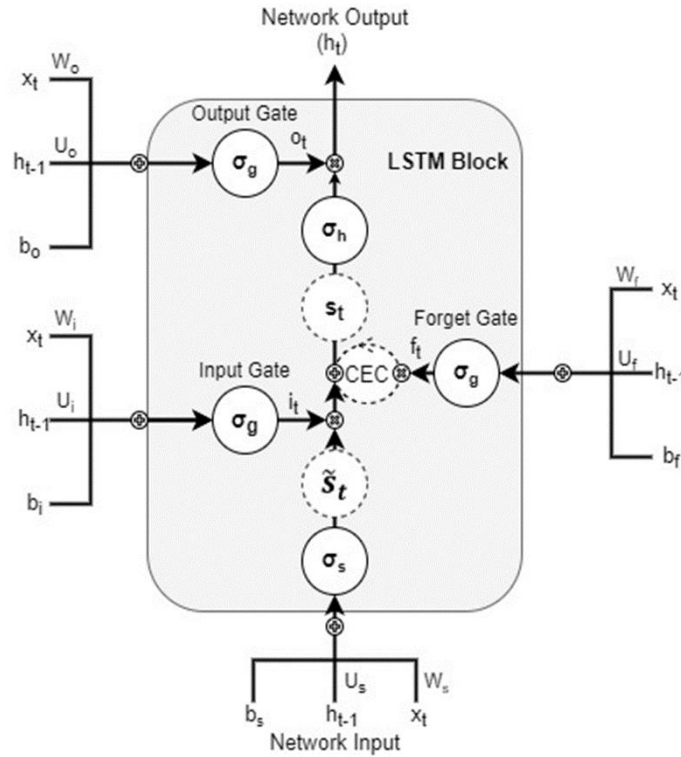 Network Output
(hₜ)
Wₒ
xₜ
Output Gate
oₜ
Uₒ
hₜ₋₁
σg
LSTM Block
bₒ
σₕ
sₜ
Wf
xₜ
Forget Gate
Wᵢ
xₜ
fₜ
Input Gate
CEC
σg
Uf
hₜ₋₁
Uᵢ
iₜ
hₜ₋₁
σg
bf
s̃ₜ
bᵢ
σₛ
Uₛ
Wₛ
bₛ
hₜ₋₁
xₜ
Network Input